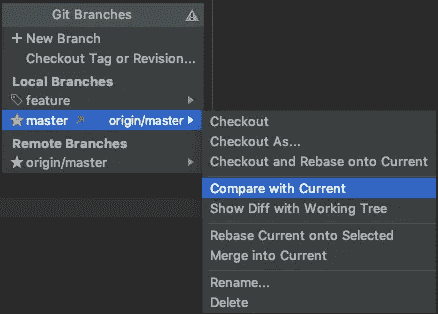 Git Branches
+ New Branch
Checkout Tag or Revision...
Local Branches
feature
master origin/master
Remote Branches
origin/master
Checkout
Checkout As...
Checkout and Rebase onto Current
Compare with Current
Show Diff with Working Tree
Rebase Current onto Selected
Merge into Current
Rename...
Delete